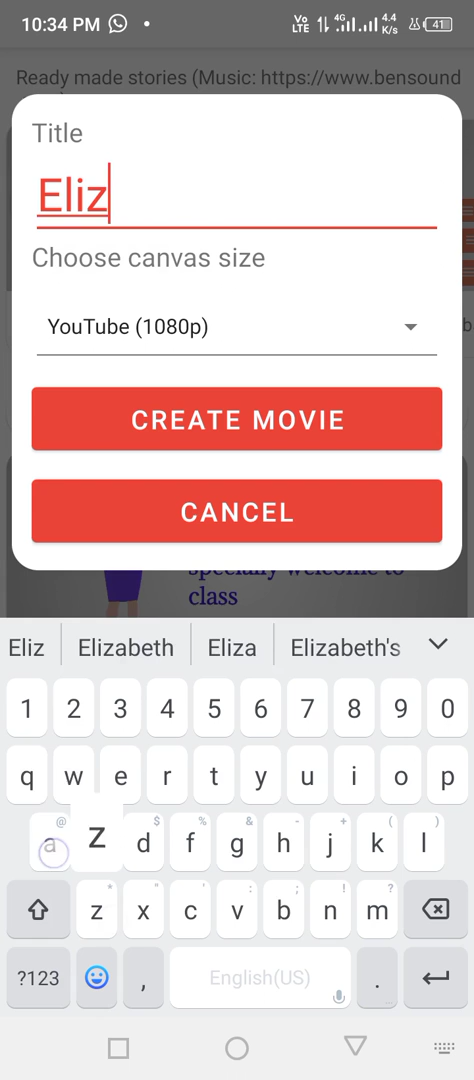 10:34 PM Vo LTE 4G 4.4 K/s 41
Ready made stories (Music: https://www.bensound
Title
Eliz
Choose canvas size
YouTube (1080p)
b
CREATE MOVIE
CANCEL
specially welcome to
class
Eliz Elizabeth Eliza Elizabeth's
1 2 3 4 5 6 7 8 9 0
q w e r t y u i o p
@ $ % & - + ( )
a z d f g h j k l
* " ' : ; ! ?
z x c v b n m
?123 , English(US) .